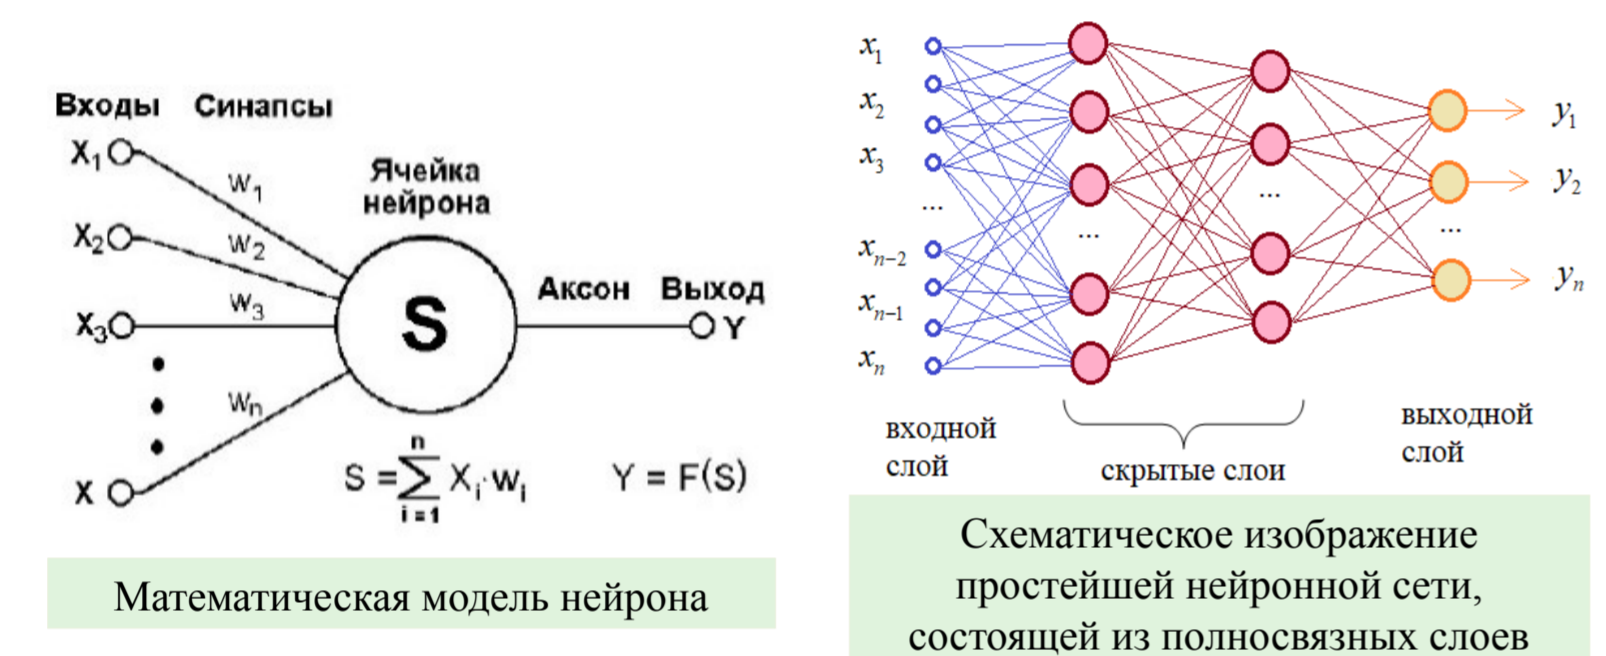 Входы Синапсы
X₁ w₁
X₂ w₂
X₃ w₃
X wₙ
Ячейка
нейрона
S
Аксон Выход
Y
n
S = ∑ Xᵢ·wᵢ Y = F(S)
i = 1
Математическая модель нейрона
x₁
x₂
x₃
...
xₙ₋₂
xₙ₋₁
xₙ
...
...
y₁
y₂
...
yₙ
входной
слой
скрытые слои
выходной
слой
Схематическое изображение
простейшей нейронной сети,
состоящей из полносвязных слоев